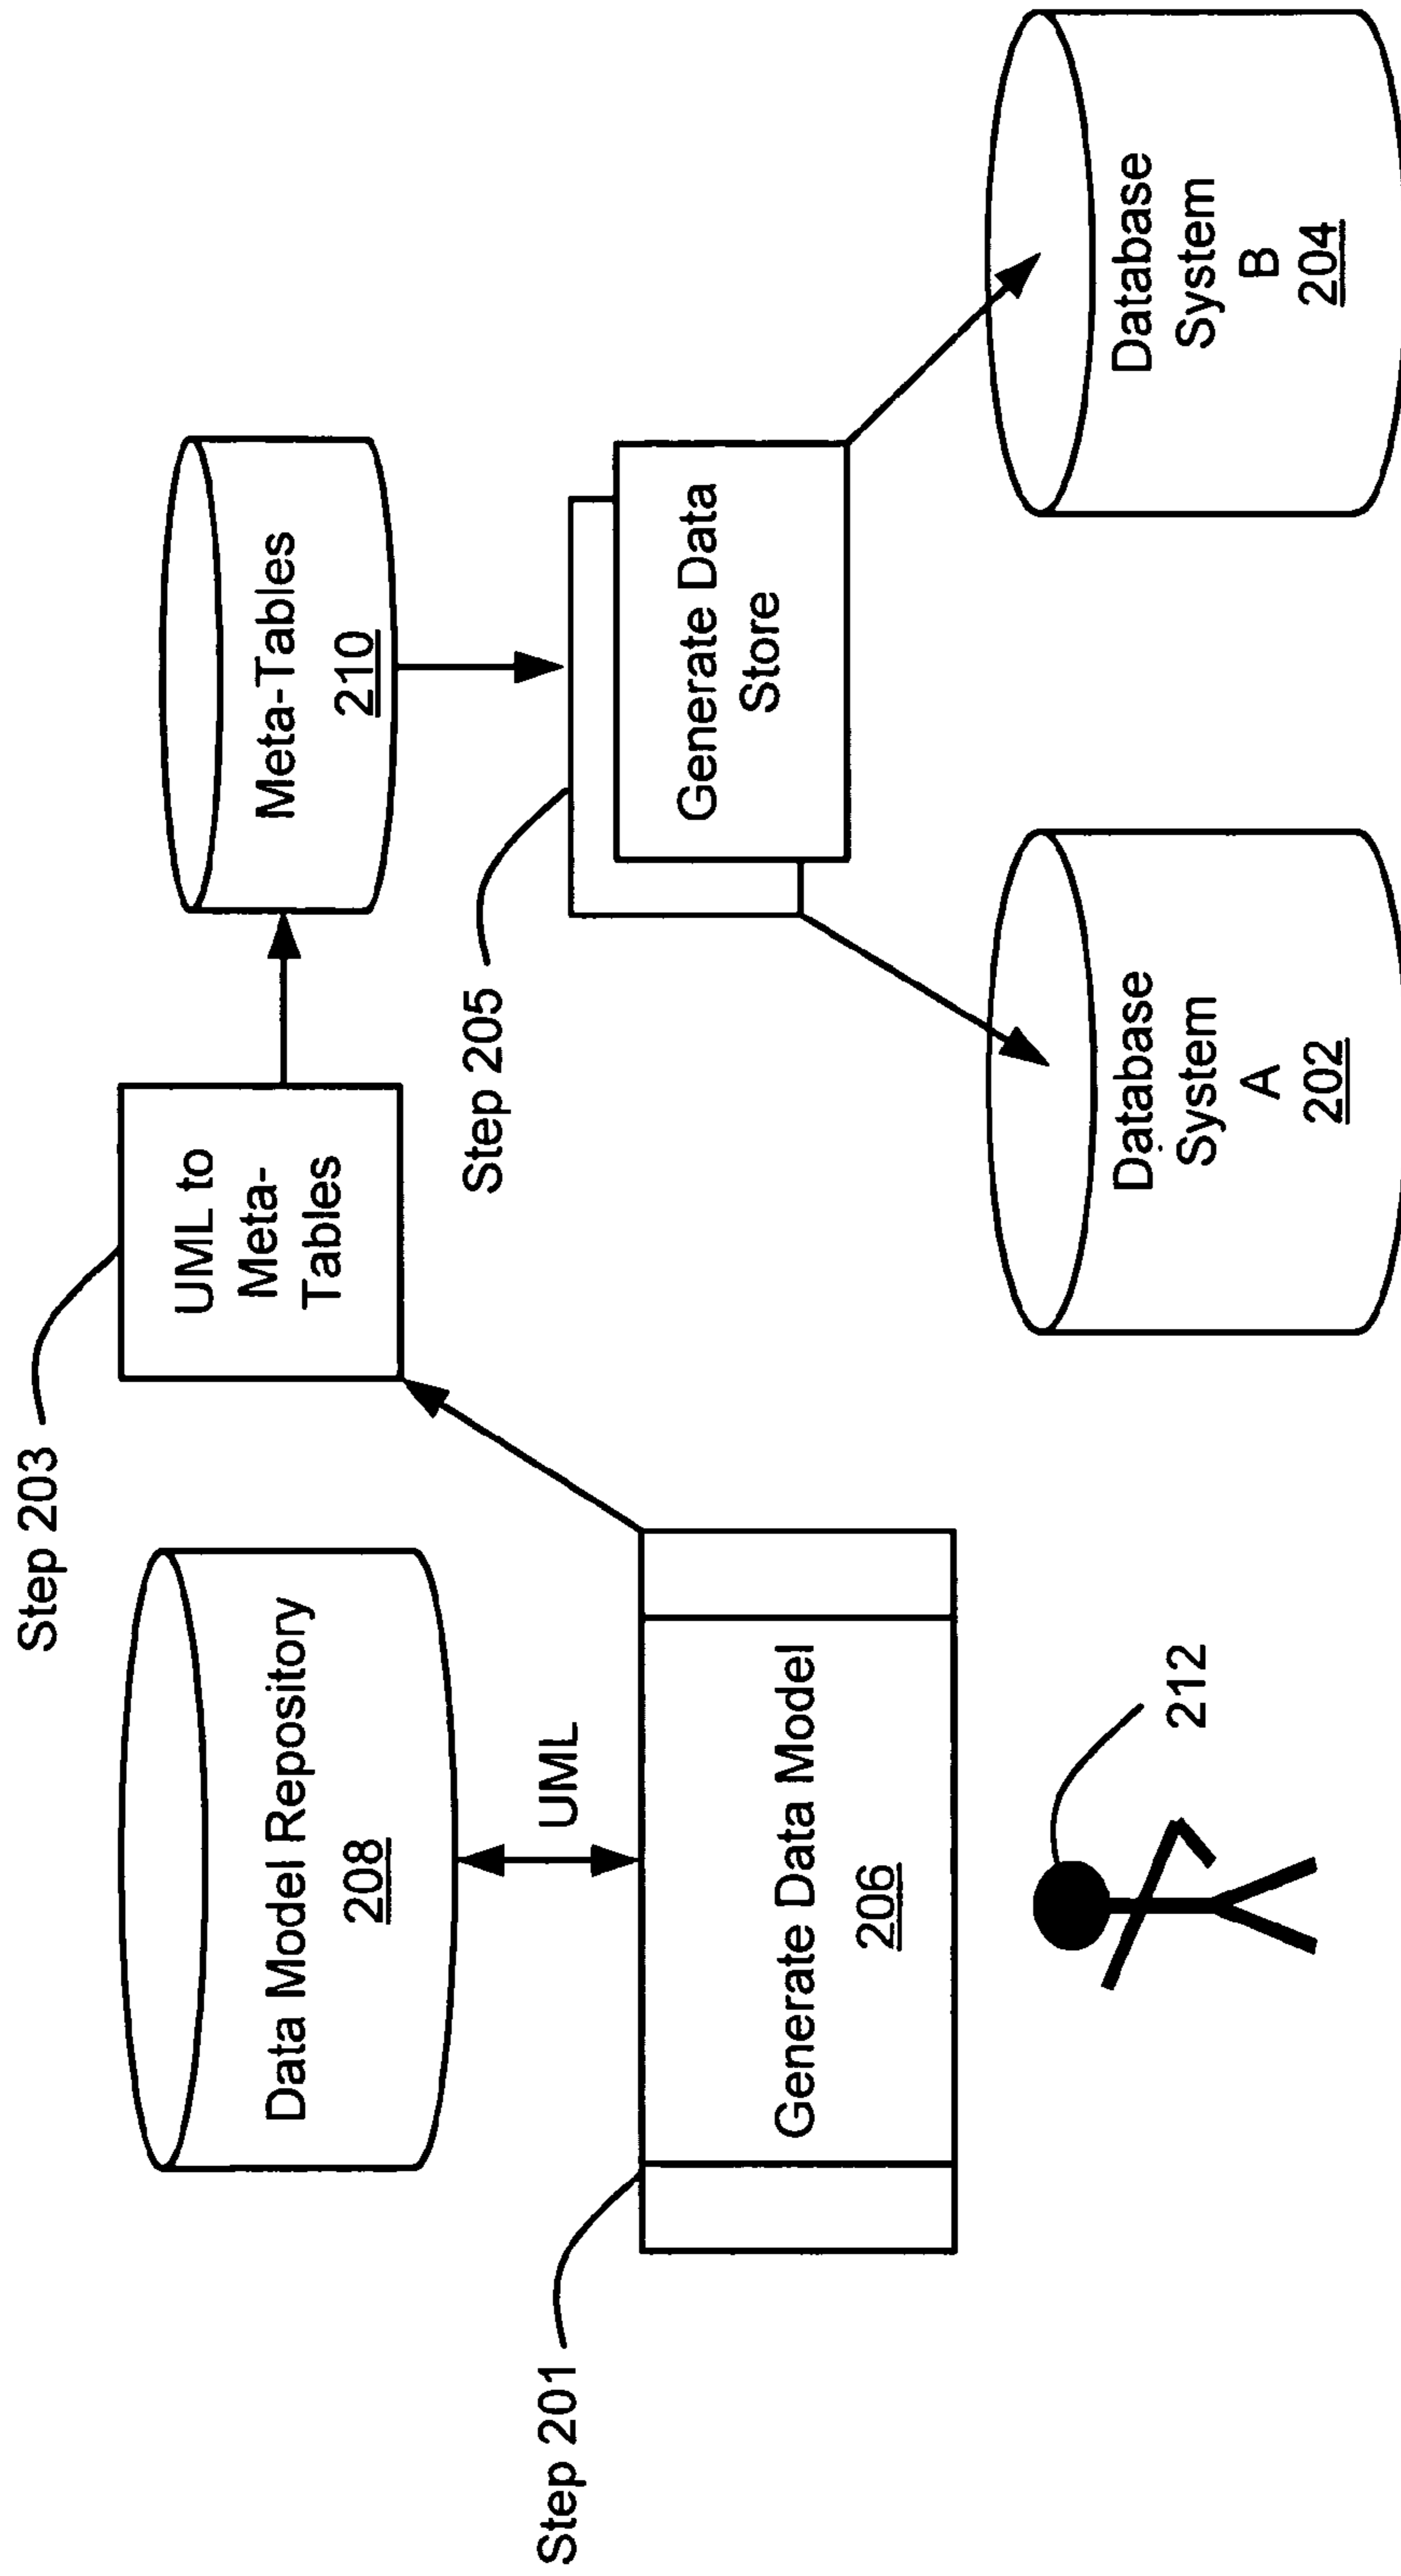 Step 203
Data Model Repository
208
UML to
Meta-
Tables
Meta-Tables
210
UML
Step 201
Step 205
Generate Data Model
206
Generate Data
Store
212
Database
System
A
202
Database
System
B
204